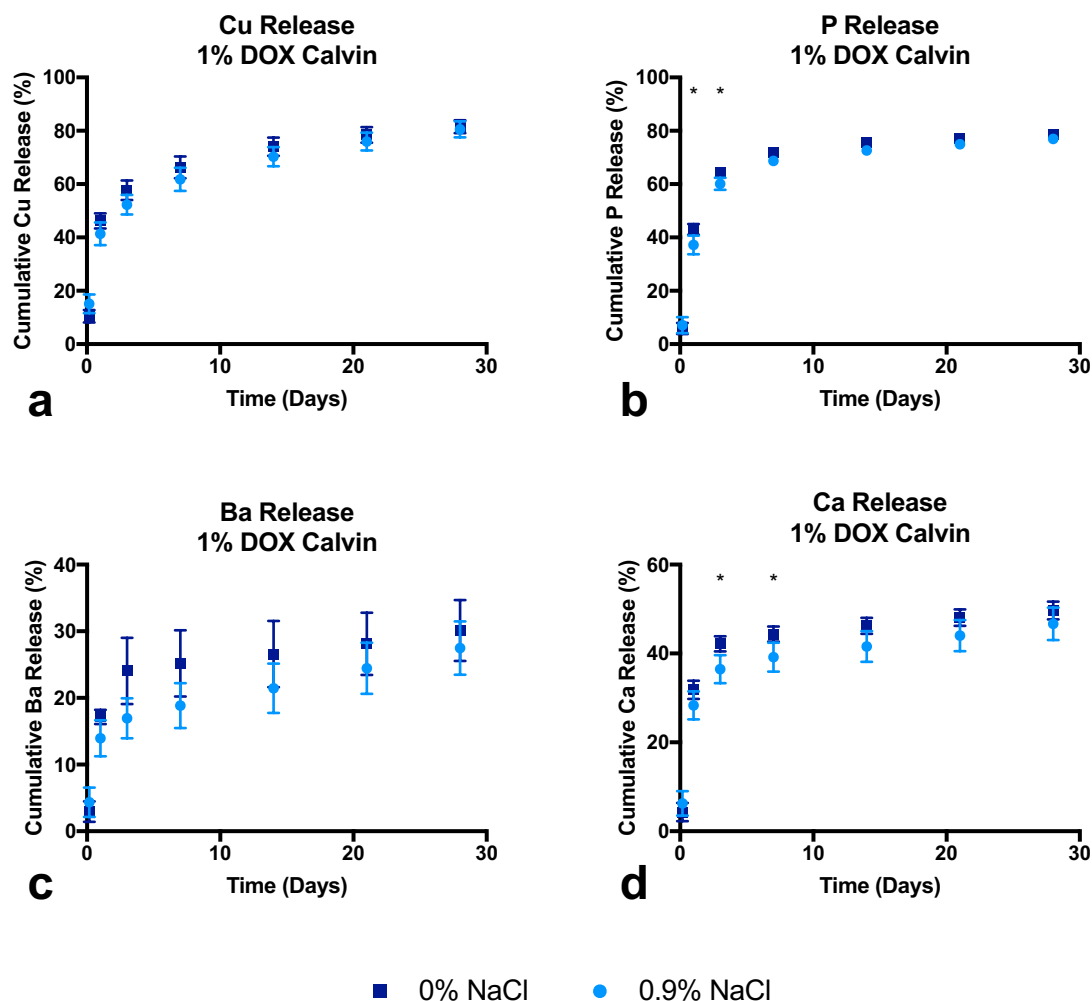 Cu Release
1% DOX Calvin
Cumulative Cu Release (%)
100
80
60
40
20
0
0 10 20 30
Time (Days)
a
P Release
1% DOX Calvin
Cumulative P Release (%)
100
80
60
40
20
0
* *
0 10 20 30
Time (Days)
b
Ba Release
1% DOX Calvin
Cumulative Ba Release (%)
40
30
20
10
0
0 10 20 30
Time (Days)
c
Ca Release
1% DOX Calvin
Cumulative Ca Release (%)
60
40
20
0
* *
0 10 20 30
Time (Days)
d
0% NaCl 0.9% NaCl